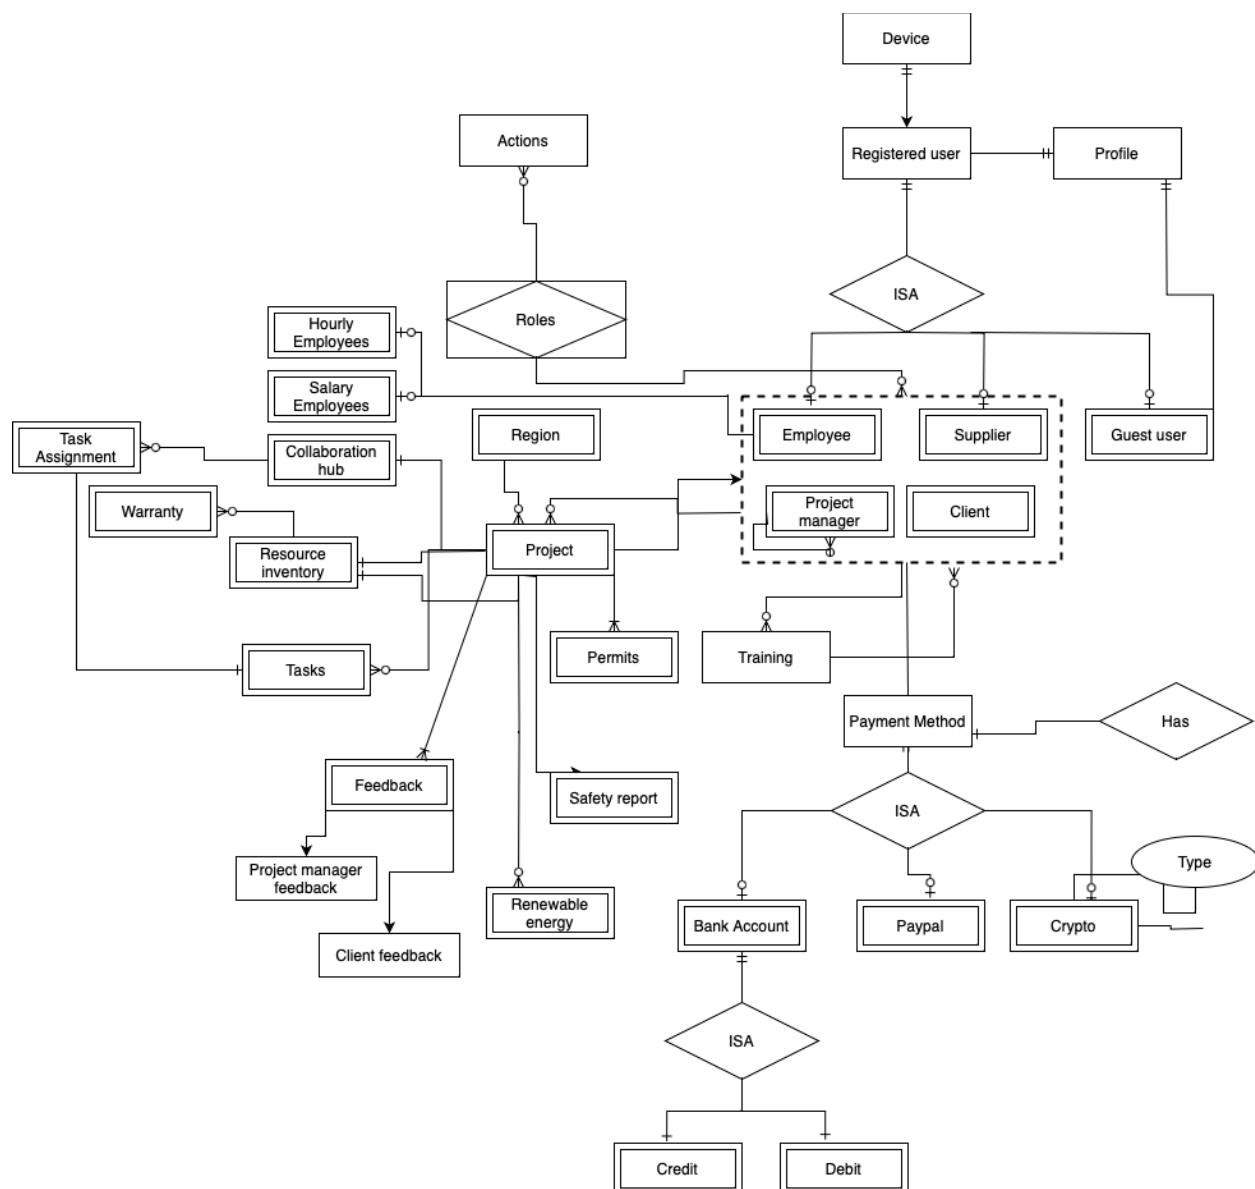 Device
Actions
Registered user
Profile
ISA
Roles
Hourly
Employees
Salary
Employees
Region
Employee
Supplier
Guest user
Task
Assignment
Collaboration
hub
Warranty
Project
manager
Client
Resource
inventory
Project
Tasks
Permits
Training
Payment Method
Has
Feedback
Safety report
ISA
Type
Project manager
feedback
Renewable
energy
Bank Account
Paypal
Crypto
Client feedback
ISA
Credit
Debit